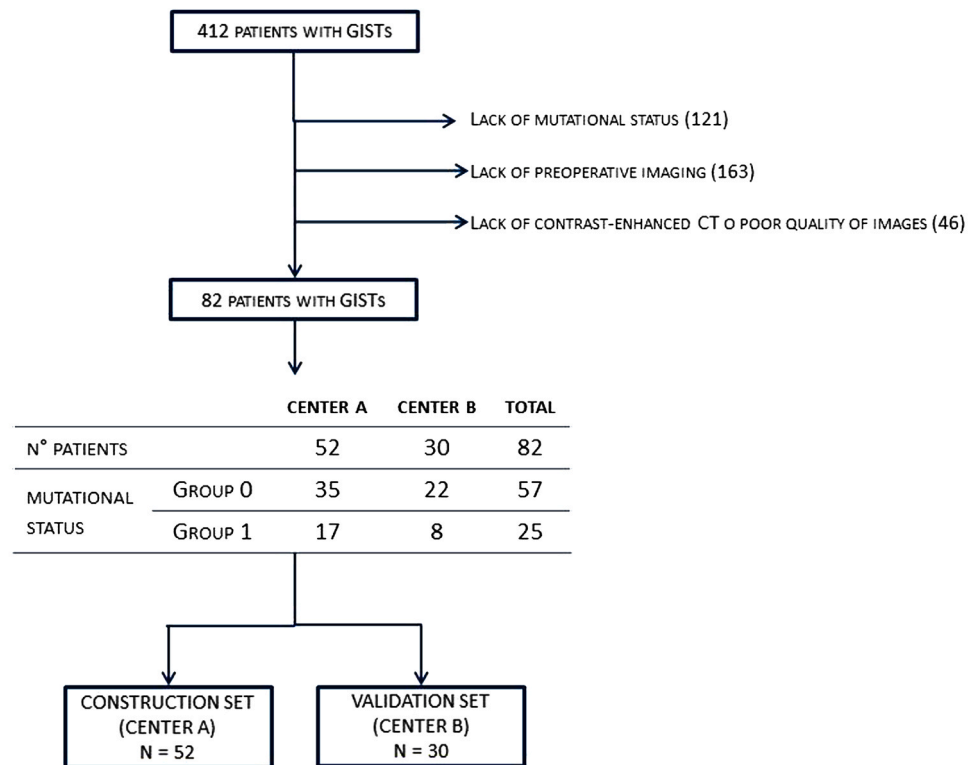 412 PATIENTS WITH GISTs
LACK OF MUTATIONAL STATUS (121)
LACK OF PREOPERATIVE IMAGING (163)
LACK OF CONTRAST-ENHANCED CT O POOR QUALITY OF IMAGES (46)
82 PATIENTS WITH GISTs
CENTER A CENTER B TOTAL
N° PATIENTS 52 30 82
MUTATIONAL STATUS
GROUP 0 35 22 57
GROUP 1 17 8 25
CONSTRUCTION SET
(CENTER A)
N = 52
VALIDATION SET
(CENTER B)
N = 30